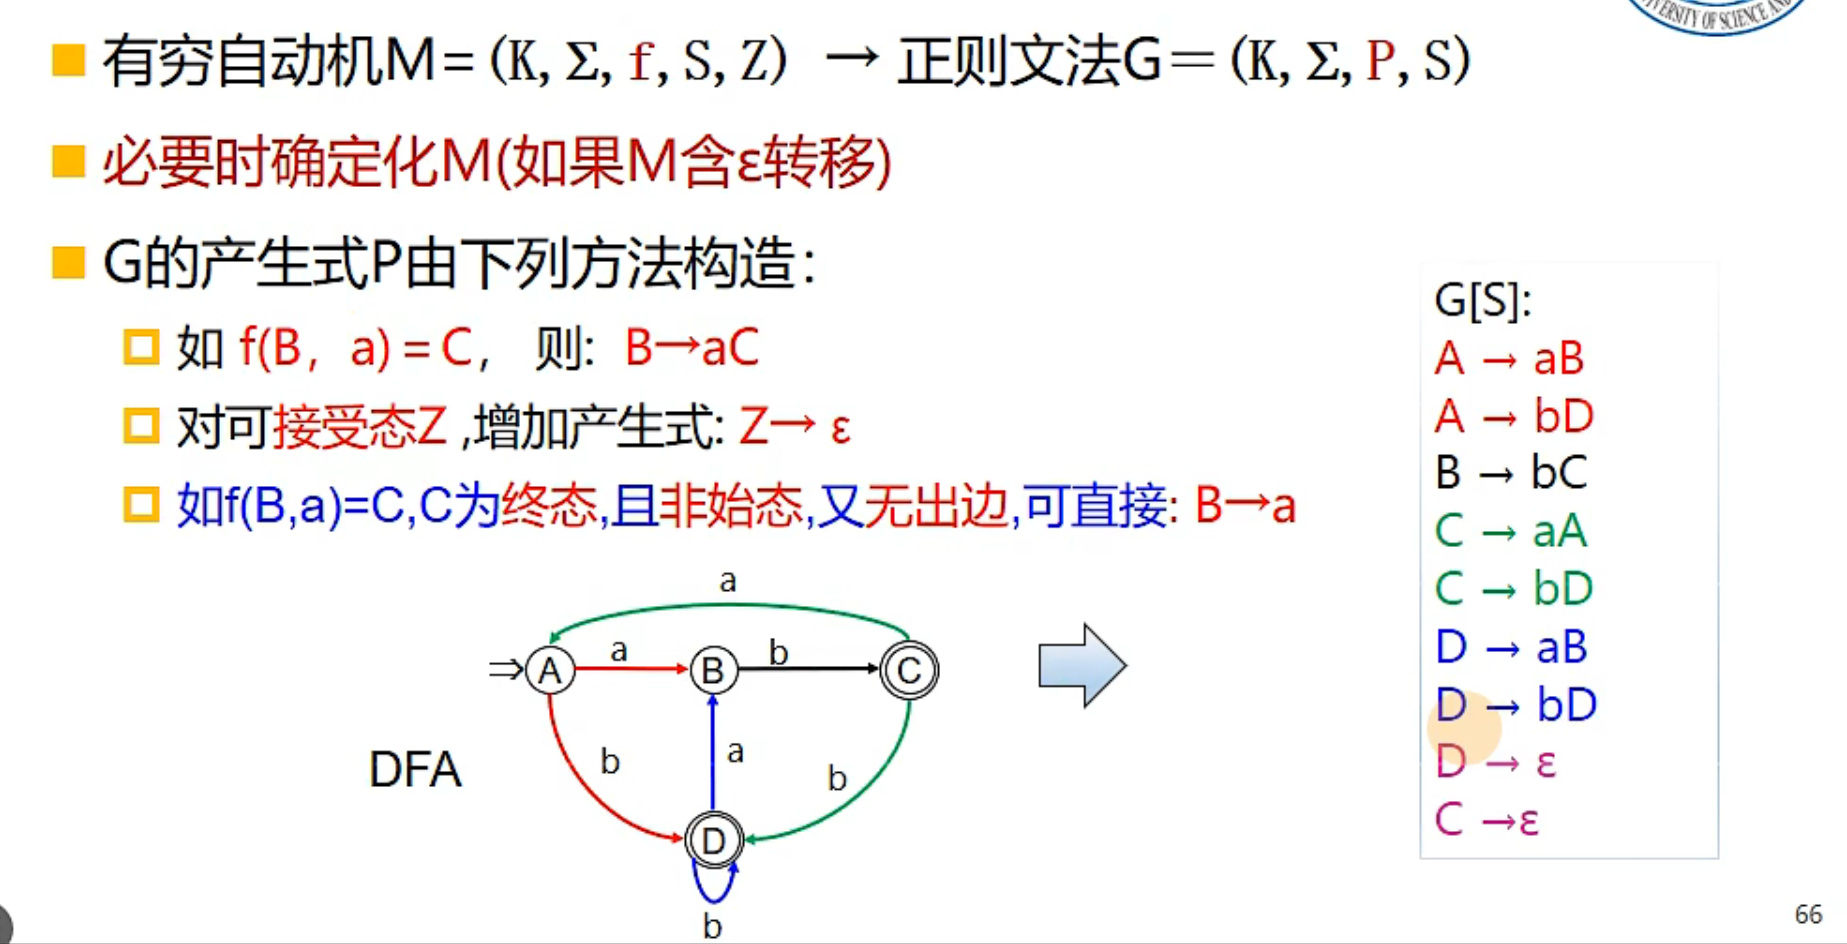 UNIVERSITY OF SCIENCE AN
有穷自动机M=(K, Σ, f, S, Z) → 正则文法G=(K, Σ, P, S)
必要时确定化M(如果M含ε转移)
G的产生式P由下列方法构造:
如 f(B, a) = C, 则: B→aC
对可接受态Z ,增加产生式: Z→ ε
如f(B,a)=C,C为终态,且非始态,又无出边,可直接: B→a
G[S]:
A → aB
A → bD
B → bC
C → aA
C → bD
D → aB
D → bD
D → ε
C →ε
a
⇒A a B b C
b a b
DFA
D
b
66